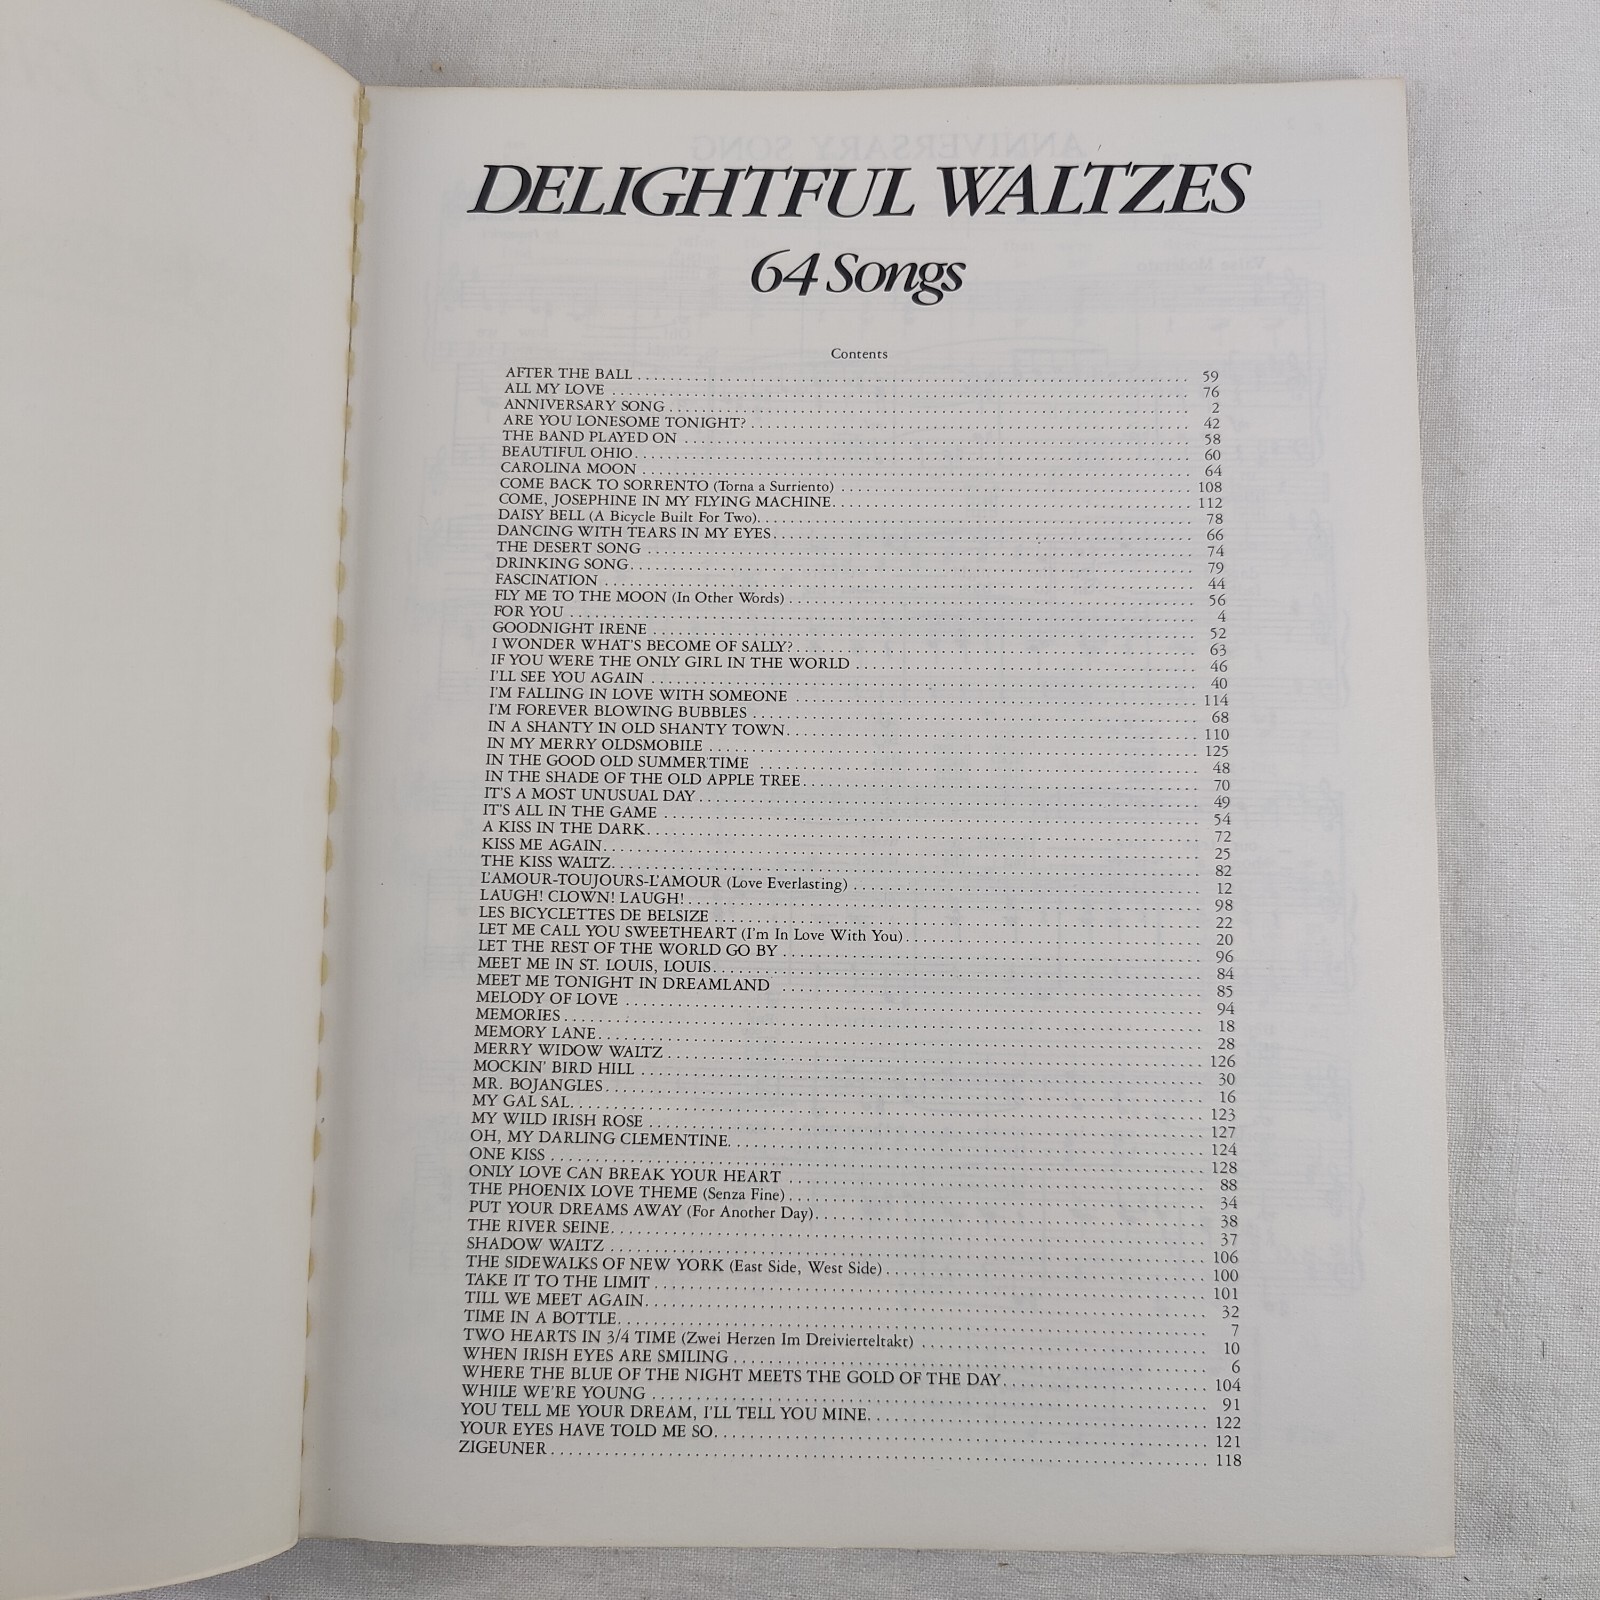 DELIGHTFUL WALTZES
64 Songs
Contents
AFTER THE BALL 59
ALL MY LOVE 76
ANNIVERSARY SONG 2
ARE YOU LONESOME TONIGHT? 42
THE BAND PLAYED ON 58
BEAUTIFUL OHIO 60
CAROLINA MOON 64
COME BACK TO SORRENTO (Torna a Surriento) 108
COME, JOSEPHINE IN MY FLYING MACHINE 112
DAISY BELL (A Bicycle Built For Two) 78
DANCING WITH TEARS IN MY EYES 66
THE DESERT SONG 74
DRINKING SONG 79
FASCINATION 44
FLY ME TO THE MOON (In Other Words) 56
FOR YOU 4
GOODNIGHT IRENE 52
I WONDER WHAT'S BECOME OF SALLY? 63
IF YOU WERE THE ONLY GIRL IN THE WORLD 46
I'LL SEE YOU AGAIN 40
I'M FALLING IN LOVE WITH SOMEONE 114
I'M FOREVER BLOWING BUBBLES 68
IN A SHANTY IN OLD SHANTY TOWN 110
IN MY MERRY OLDSMOBILE 125
IN THE GOOD OLD SUMMERTIME 48
IN THE SHADE OF THE OLD APPLE TREE 70
IT'S A MOST UNUSUAL DAY 49
IT'S ALL IN THE GAME 54
A KISS IN THE DARK 72
KISS ME AGAIN 25
THE KISS WALTZ 82
L'AMOUR-TOUJOURS-L'AMOUR (Love Everlasting) 12
LAUGH! CLOWN! LAUGH! 98
LES BICYCLETTES DE BELSIZE 22
LET ME CALL YOU SWEETHEART (I'm In Love With You) 20
LET THE REST OF THE WORLD GO BY 96
MEET ME IN ST. LOUIS, LOUIS 84
MEET ME TONIGHT IN DREAMLAND 85
MELODY OF LOVE 94
MEMORIES 18
MEMORY LANE 28
MERRY WIDOW WALTZ 126
MOCKIN' BIRD HILL 30
MR. BOJANGLES 16
MY GAL SAL 123
MY WILD IRISH ROSE 127
OH, MY DARLING CLEMENTINE 124
ONE KISS 128
ONLY LOVE CAN BREAK YOUR HEART 88
THE PHOENIX LOVE THEME (Senza Fine) 34
PUT YOUR DREAMS AWAY (For Another Day) 38
THE RIVER SEINE 37
SHADOW WALTZ 106
THE SIDEWALKS OF NEW YORK (East Side, West Side) 100
TAKE IT TO THE LIMIT 101
TILL WE MEET AGAIN 32
TIME IN A BOTTLE 7
TWO HEARTS IN 3/4 TIME (Zwei Herzen Im Dreivierteltakt) 10
WHEN IRISH EYES ARE SMILING 6
WHERE THE BLUE OF THE NIGHT MEETS THE GOLD OF THE DAY 104
WHILE WE'RE YOUNG 91
YOU TELL ME YOUR DREAM, I'LL TELL YOU MINE 122
YOUR EYES HAVE TOLD ME SO 121
ZIGEUNER 118